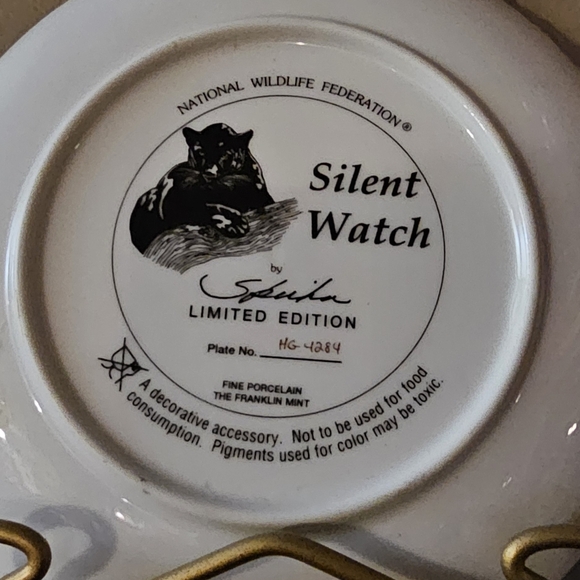 NATIONAL WILDLIFE FEDERATION®
Silent
Watch
by
LIMITED EDITION
Plate No. HG-4284
FINE PORCELAIN
THE FRANKLIN MINT
A decorative accessory. Not to be used for food
consumption. Pigments used for color may be toxic.